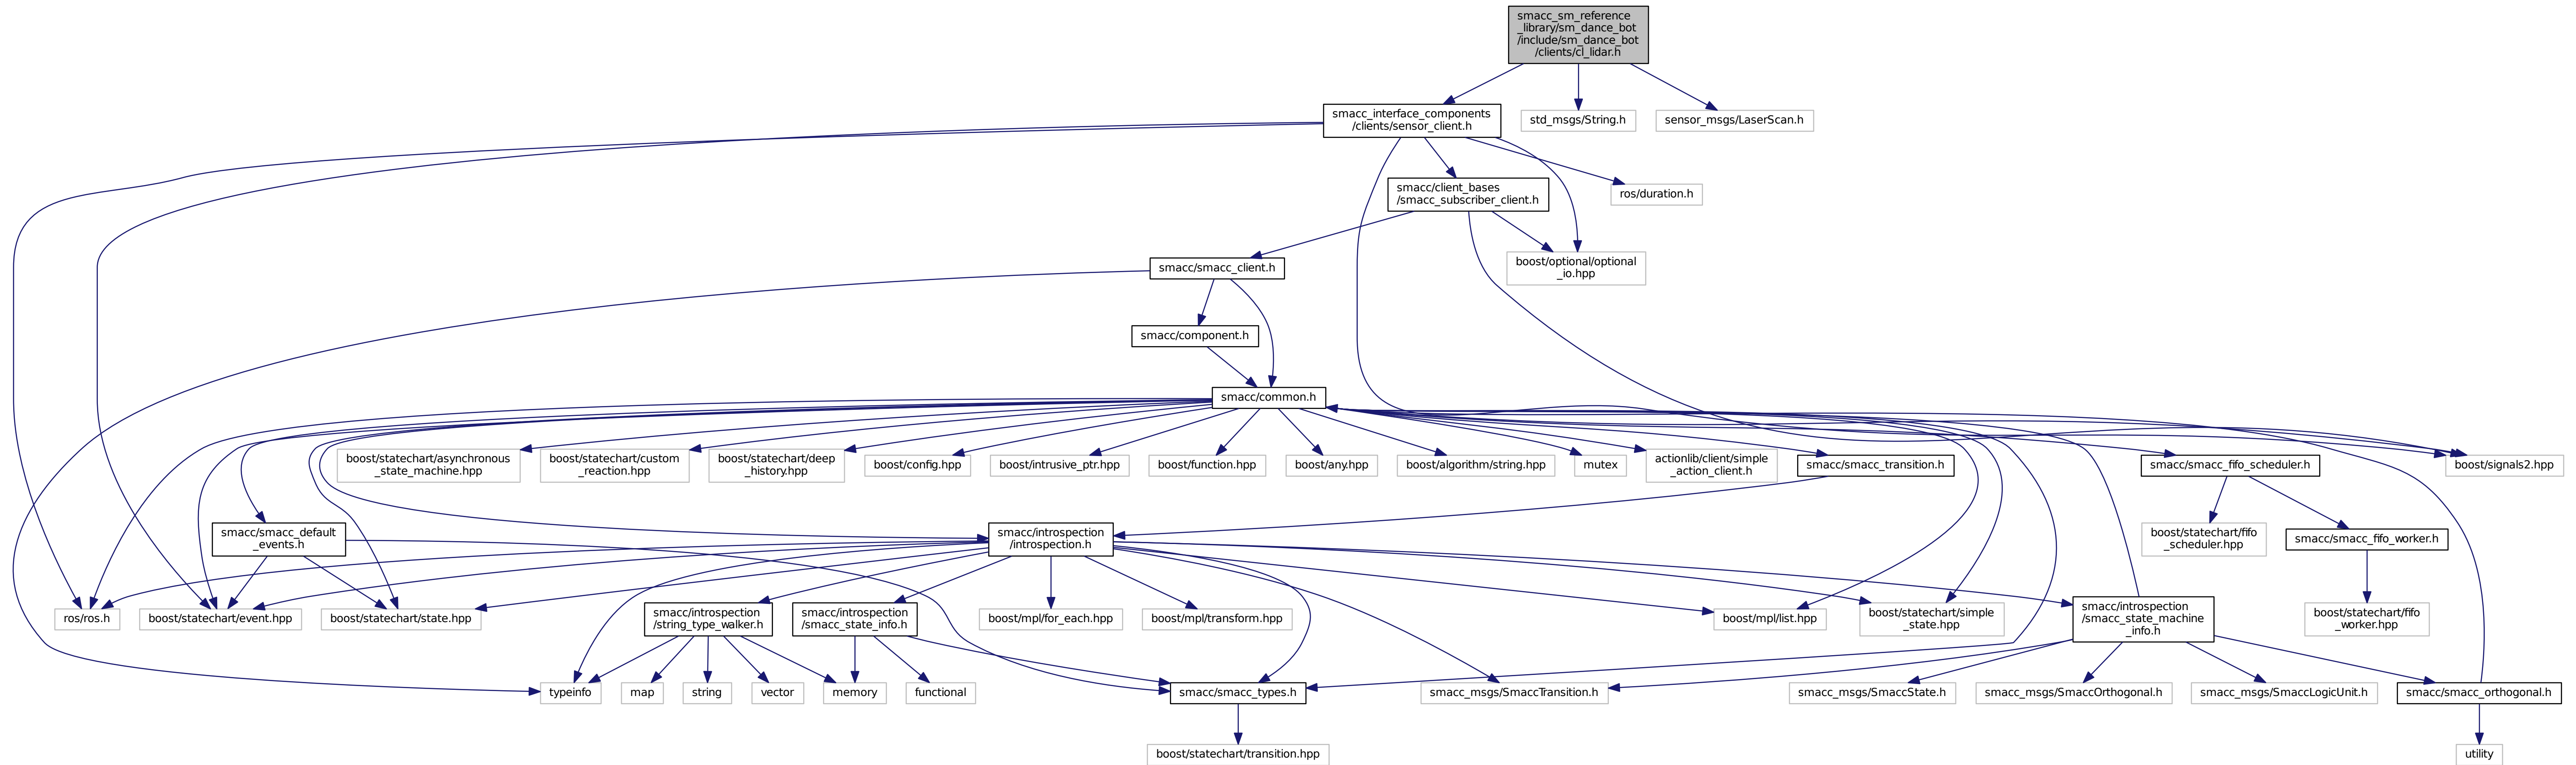 smacc_sm_reference
_library/sm_dance_bot
/include/sm_dance_bot
/clients/cl_lidar.h
smacc_interface_components
/clients/sensor_client.h
std_msgs/String.h
sensor_msgs/LaserScan.h
smacc/client_bases
/smacc_subscriber_client.h
ros/duration.h
smacc/smacc_client.h
boost/optional/optional
_io.hpp
smacc/component.h
smacc/common.h
boost/statechart/asynchronous
_state_machine.hpp
boost/statechart/custom
_reaction.hpp
boost/statechart/deep
_history.hpp
boost/config.hpp
boost/intrusive_ptr.hpp
boost/function.hpp
boost/any.hpp
boost/algorithm/string.hpp
mutex
actionlib/client/simple
_action_client.h
smacc/smacc_transition.h
smacc/smacc_fifo_scheduler.h
boost/signals2.hpp
smacc/smacc_default
_events.h
smacc/introspection
/introspection.h
boost/statechart/fifo
_scheduler.hpp
smacc/smacc_fifo_worker.h
ros/ros.h
boost/statechart/event.hpp
boost/statechart/state.hpp
smacc/introspection
/string_type_walker.h
smacc/introspection
/smacc_state_info.h
boost/mpl/for_each.hpp
boost/mpl/transform.hpp
boost/mpl/list.hpp
boost/statechart/simple
_state.hpp
smacc/introspection
/smacc_state_machine
_info.h
boost/statechart/fifo
_worker.hpp
typeinfo
map
string
vector
memory
functional
smacc/smacc_types.h
smacc_msgs/SmaccTransition.h
smacc_msgs/SmaccState.h
smacc_msgs/SmaccOrthogonal.h
smacc_msgs/SmaccLogicUnit.h
smacc/smacc_orthogonal.h
boost/statechart/transition.hpp
utility